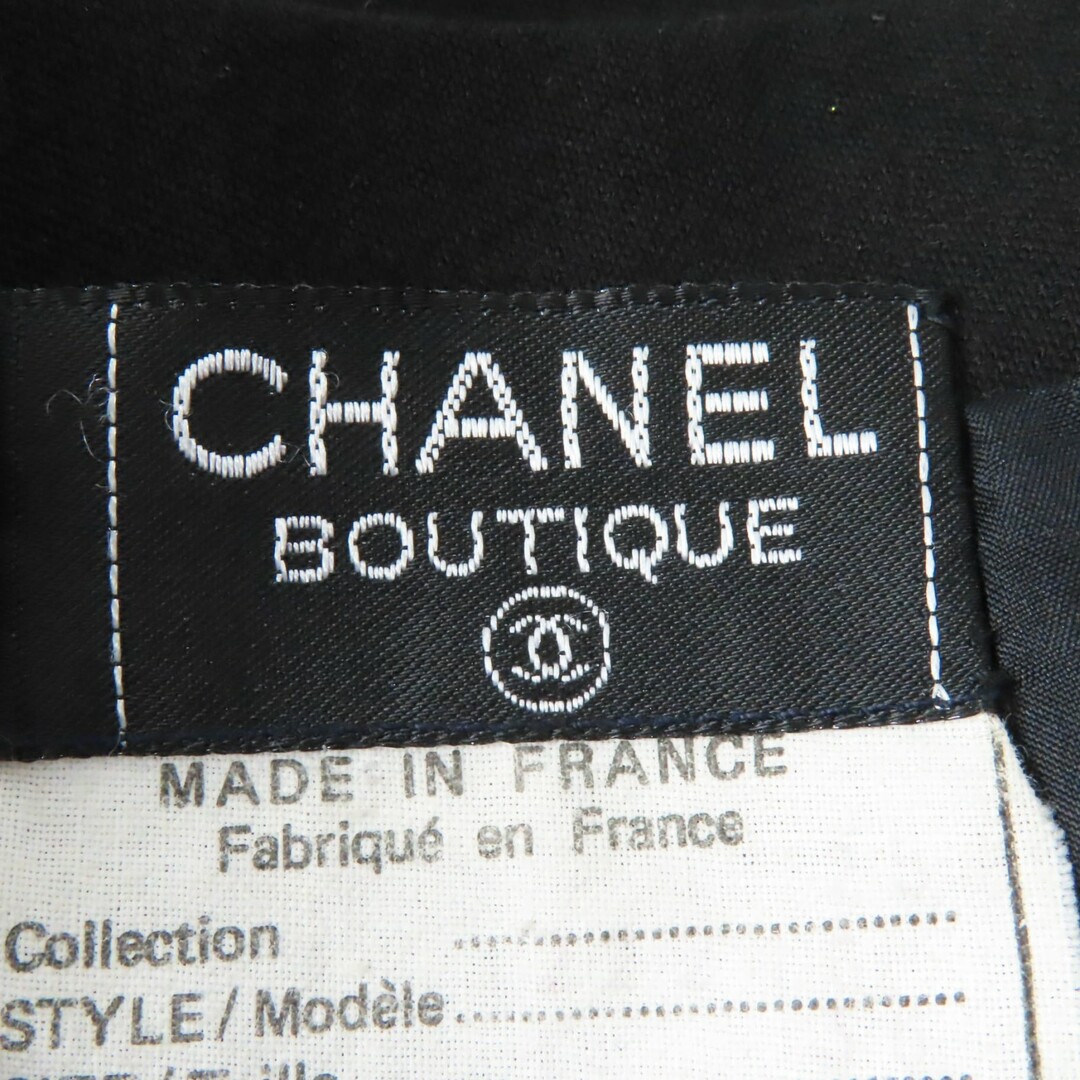 CHANEL
BOUTIQUE
MADE IN FRANCE
Fabriqué en France
Collection ....................
STYLE/Modèle....................